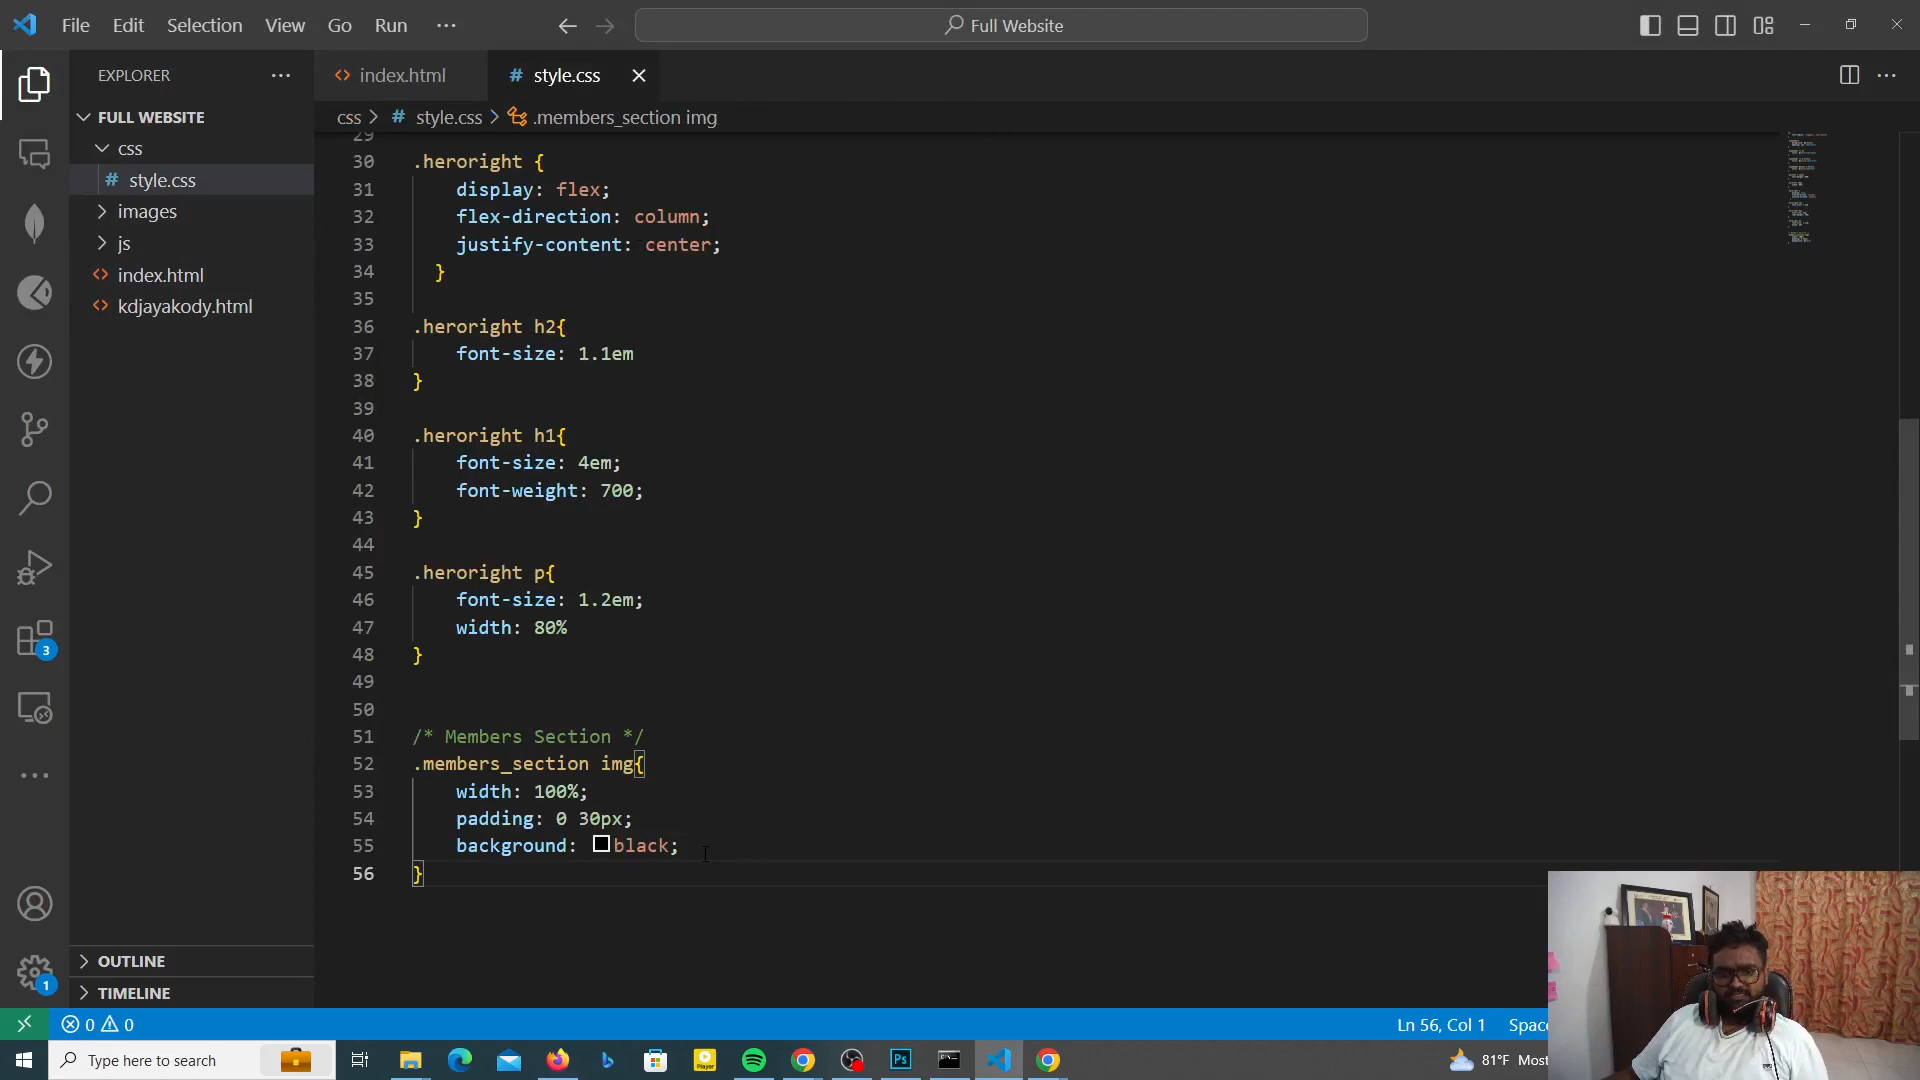 File Edit Selection View Go Run ···
Full Website
EXPLORER
FULL WEBSITE
css
style.css
images
js
index.html
kdjayakody.html
OUTLINE
TIMELINE
3
1
index.html
# style.css
css > # style.css > .members_section img
29
30 .heroright {
31 display: flex;
32 flex-direction: column;
33 justify-content: center;
34 }
35
36 .heroright h2{
37 font-size: 1.1em
38 }
39
40 .heroright h1{
41 font-size: 4em;
42 font-weight: 700;
43 }
44
45 .heroright p{
46 font-size: 1.2em;
47 width: 80%
48 }
49
50
51 /* Members Section */
52 .members_section img{
53 width: 100%;
54 padding: 0 30px;
55 background: black;
56 }
0 0
Ln 56, Col 1 Spac
Type here to search
Ps
81°F Most